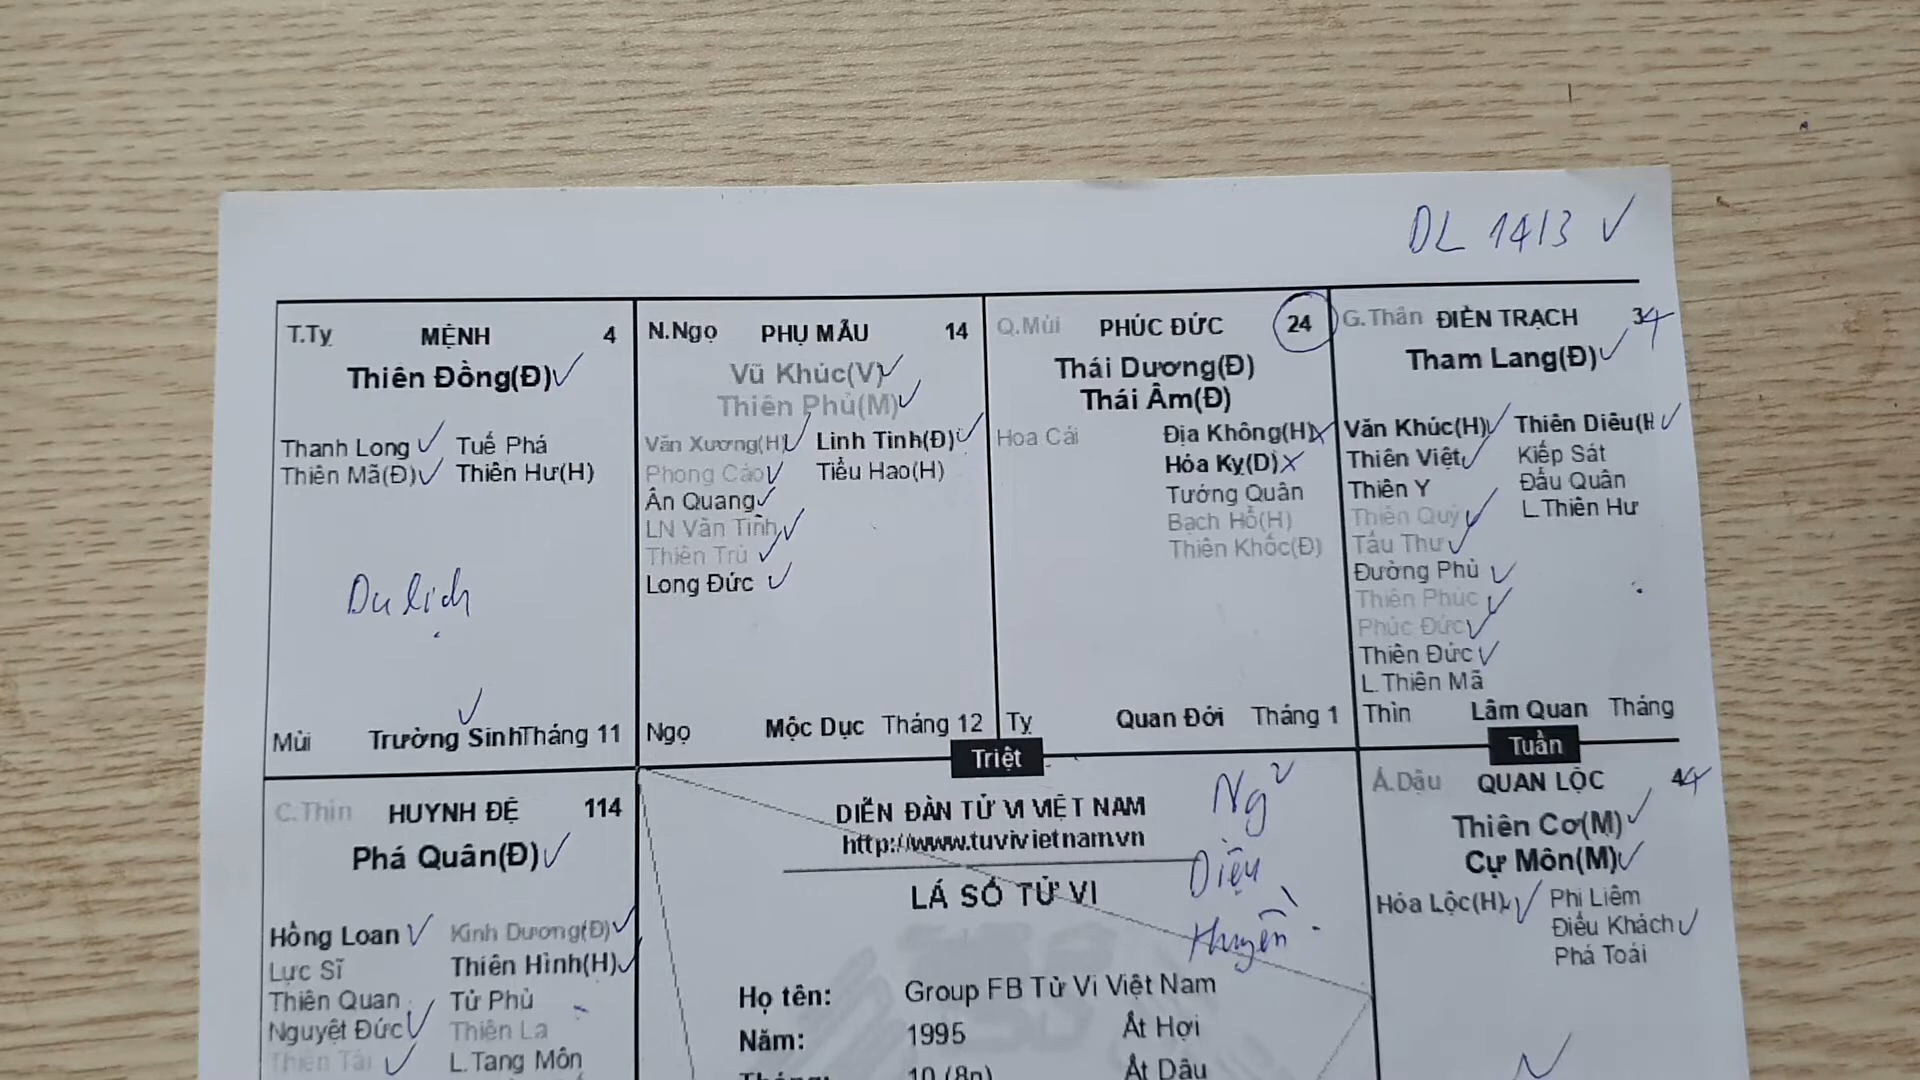 DL 14/3
T.Tỵ MỆNH 4
Thiên Đồng(Đ)
Thanh Long Tuế Phá
Thiên Mã(Đ) Thiên Hư(H)
Du lịch
Mùi Trường Sinh Tháng 11
N.Ngọ PHỤ MẪU 14
Vũ Khúc(V)
Thiên Phủ(M)
Văn Xương(H) Linh Tinh(Đ)
Phong Cáo Tiểu Hao(H)
Ân Quang
LN Văn Tinh
Thiên Trù
Long Đức
Ngọ Mộc Dục Tháng 12
Q.Mùi PHÚC ĐỨC 24
Thái Dương(Đ)
Thái Âm(Đ)
Hoa Cái Địa Không(H)
Hóa Kỵ(D)
Tướng Quân
Bạch Hổ(H)
Thiên Khốc(Đ)
Tỵ Quan Đới Tháng 1
G.Thân ĐIỀN TRẠCH 34
Tham Lang(Đ)
Văn Khúc(H) Thiên Diêu(H
Thiên Việt Kiếp Sát
Thiên Y Đẩu Quân
Thiên Quý L.Thiên Hư
Tấu Thư
Đường Phù
Thiên Phúc
Phúc Đức
Thiên Đức
L.Thiên Mã
Thìn Lâm Quan Tháng
Triệt
Tuần
C.Thìn HUYNH ĐỆ 114
Phá Quân(Đ)
Hồng Loan Kình Dương(Đ)
Lực Sĩ Thiên Hình(H)
Thiên Quan Tử Phù
Nguyệt Đức Thiên La
Thiên Tài L.Tang Môn
DIỄN ĐÀN TỬ VI VIỆT NAM
http://www.tuvivietnam.vn
LÁ SỐ TỬ VI
Ng
Diệu
Huyền
Họ tên: Group FB Tử Vi Việt Nam
Năm: 1995 Ất Hợi
Tháng: 10 (8n) Ất Dậu
Á.Dậu QUAN LỘC 44
Thiên Cơ(M)
Cự Môn(M)
Hóa Lộc(H) Phi Liêm
Điếu Khách
Phá Toái